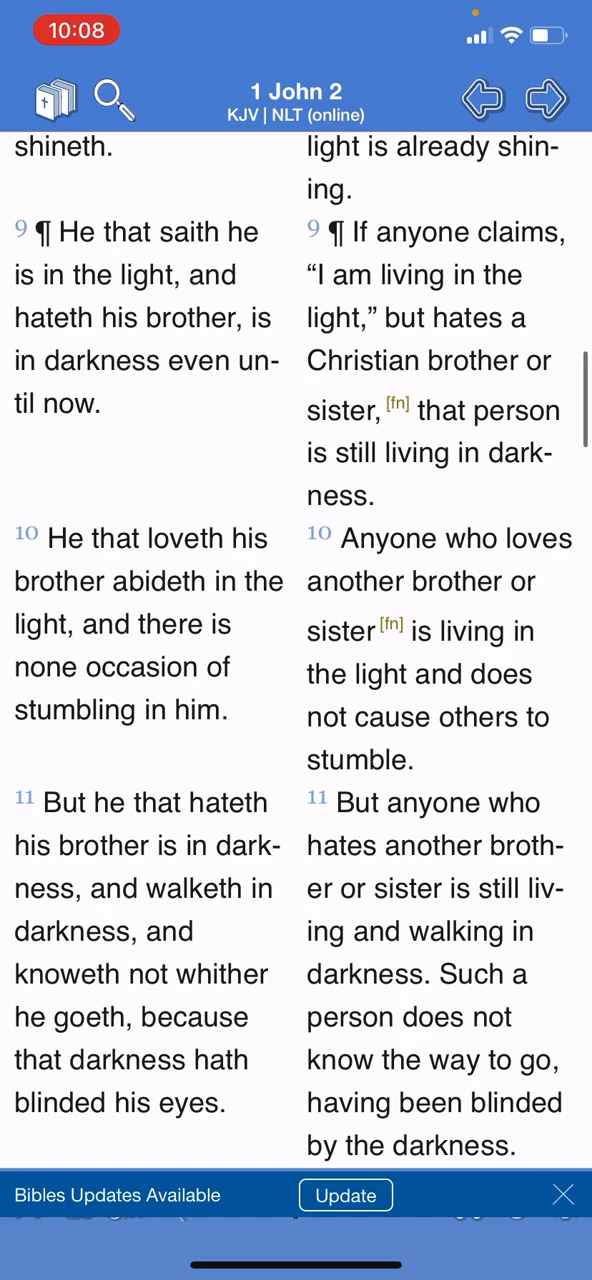 10:08
1 John 2
KJV | NLT (online)
shineth.
9 ¶ He that saith he
is in the light, and
hateth his brother, is
in darkness even un-
til now.
10 He that loveth his
brother abideth in the
light, and there is
none occasion of
stumbling in him.
11 But he that hateth
his brother is in dark-
ness, and walketh in
darkness, and
knoweth not whither
he goeth, because
that darkness hath
blinded his eyes.
light is already shin-
ing.
9 ¶ If anyone claims,
“I am living in the
light,” but hates a
Christian brother or
sister, [fn] that person
is still living in dark-
ness.
10 Anyone who loves
another brother or
sister [fn] is living in
the light and does
not cause others to
stumble.
11 But anyone who
hates another broth-
er or sister is still liv-
ing and walking in
darkness. Such a
person does not
know the way to go,
having been blinded
by the darkness.
Bibles Updates Available
Update